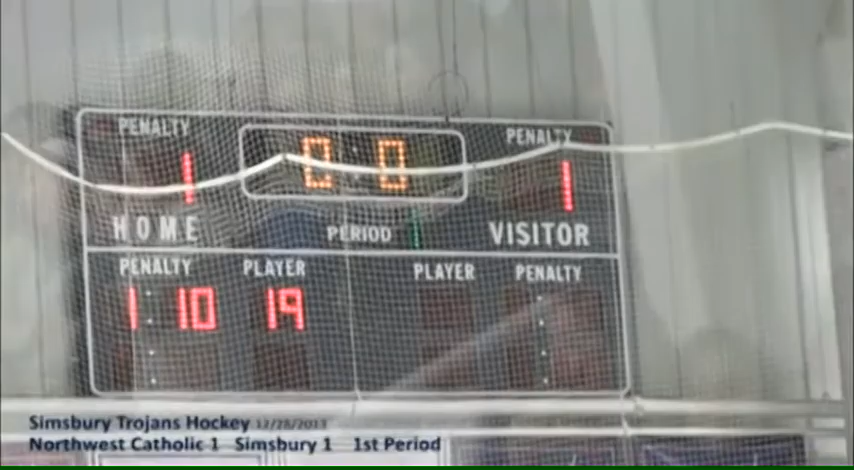 PENALTY 0:0 PENALTY
1 1
HOME PERIOD 1 VISITOR
PENALTY PLAYER PLAYER PENALTY
1:10 19
Simsbury Trojans Hockey 12/28/2013
Northwest Catholic 1 Simsbury 1 1st Period